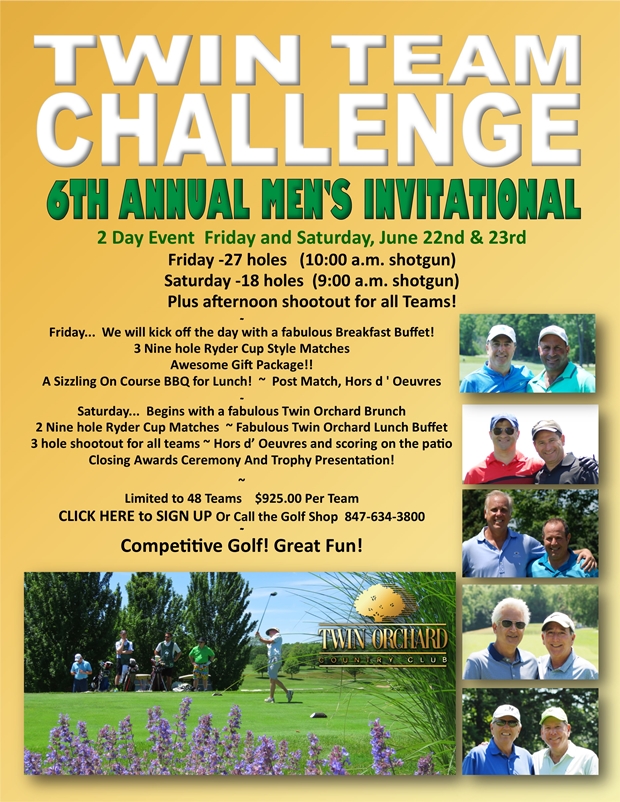 TWIN TEAM
CHALLENGE
6TH ANNUAL MEN'S INVITATIONAL
2 Day Event  Friday and Saturday, June 22nd & 23rd
Friday -27 holes   (10:00 a.m. shotgun)
Saturday -18 holes  (9:00 a.m. shotgun)
Plus afternoon shootout for all Teams!
-
Friday...  We will kick off the day with a fabulous Breakfast Buffet!
3 Nine hole Ryder Cup Style Matches
Awesome Gift Package!!
A Sizzling On Course BBQ for Lunch!  ~  Post Match, Hors d ' Oeuvres
-
Saturday...  Begins with a fabulous Twin Orchard Brunch
2 Nine hole Ryder Cup Matches  ~ Fabulous Twin Orchard Lunch Buffet
3 hole shootout for all teams ~ Hors d’ Oeuvres and scoring on the patio
Closing Awards Ceremony And Trophy Presentation!
~
Limited to 48 Teams    $925.00 Per Team
CLICK HERE to SIGN UP Or Call the Golf Shop  847-634-3800
-
Competitive Golf! Great Fun!
TWIN ORCHARD
COUNTRY CLUB